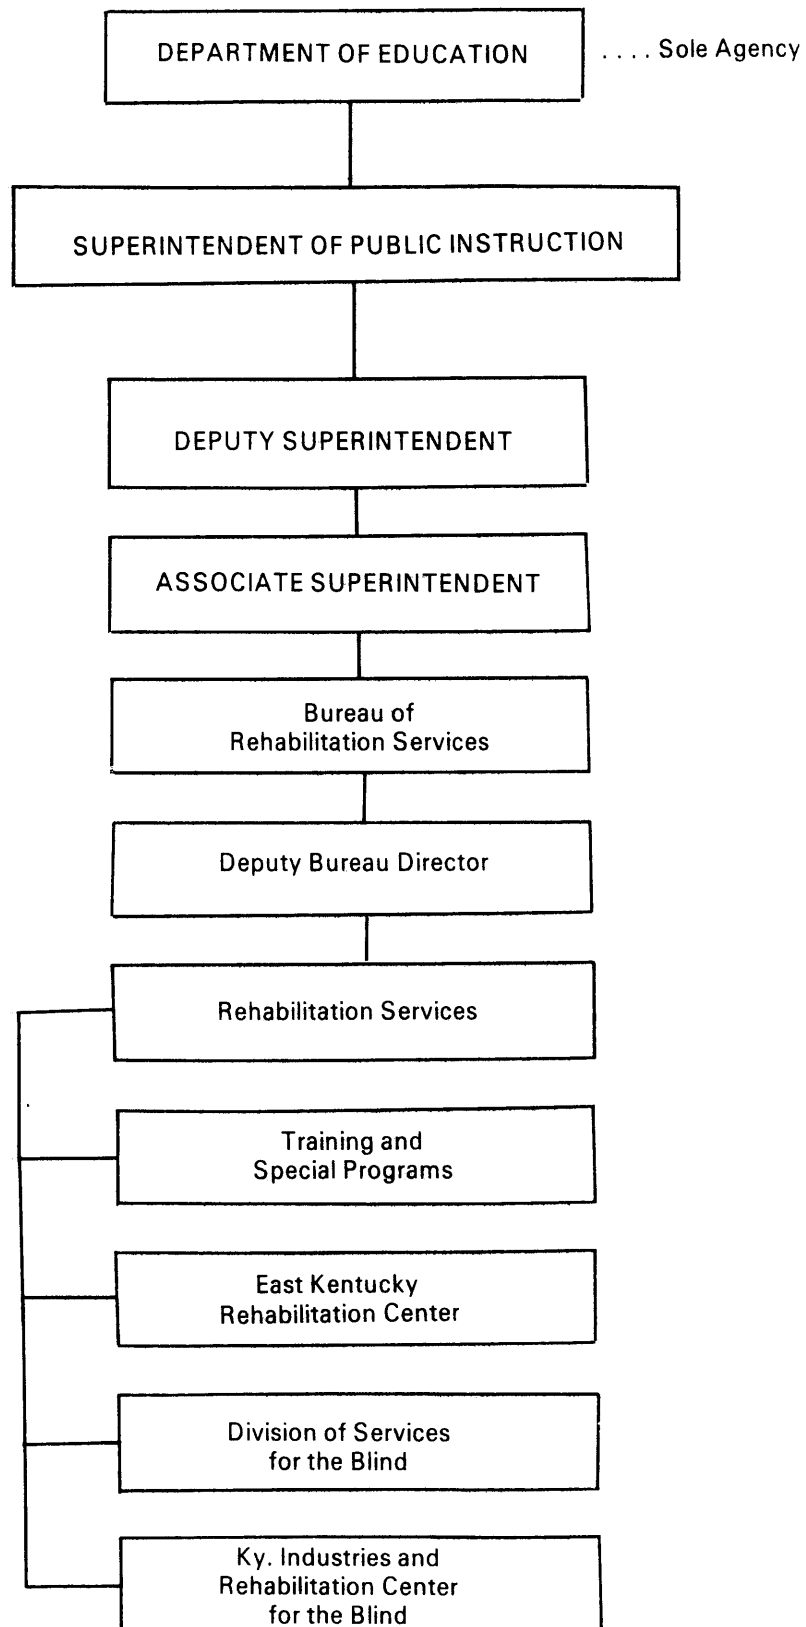 DEPARTMENT OF EDUCATION .... Sole Agency
SUPERINTENDENT OF PUBLIC INSTRUCTION
DEPUTY SUPERINTENDENT
ASSOCIATE SUPERINTENDENT
Bureau of
Rehabilitation Services
Deputy Bureau Director
Rehabilitation Services
Training and
Special Programs
East Kentucky
Rehabilitation Center
Division of Services
for the Blind
Ky. Industries and
Rehabilitation Center
for the Blind